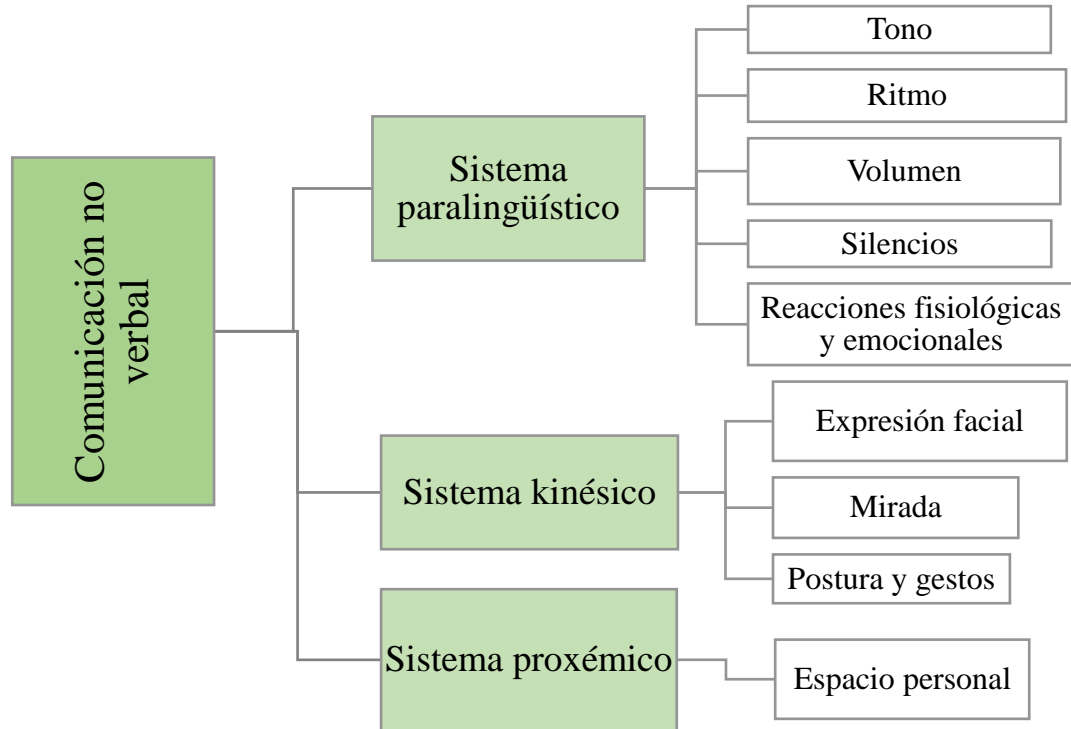 Comunicación no
verbal
Sistema
paralingüístico
Tono
Ritmo
Volumen
Silencios
Reacciones fisiológicas
y emocionales
Sistema kinésico
Expresión facial
Mirada
Postura y gestos
Sistema proxémico
Espacio personal